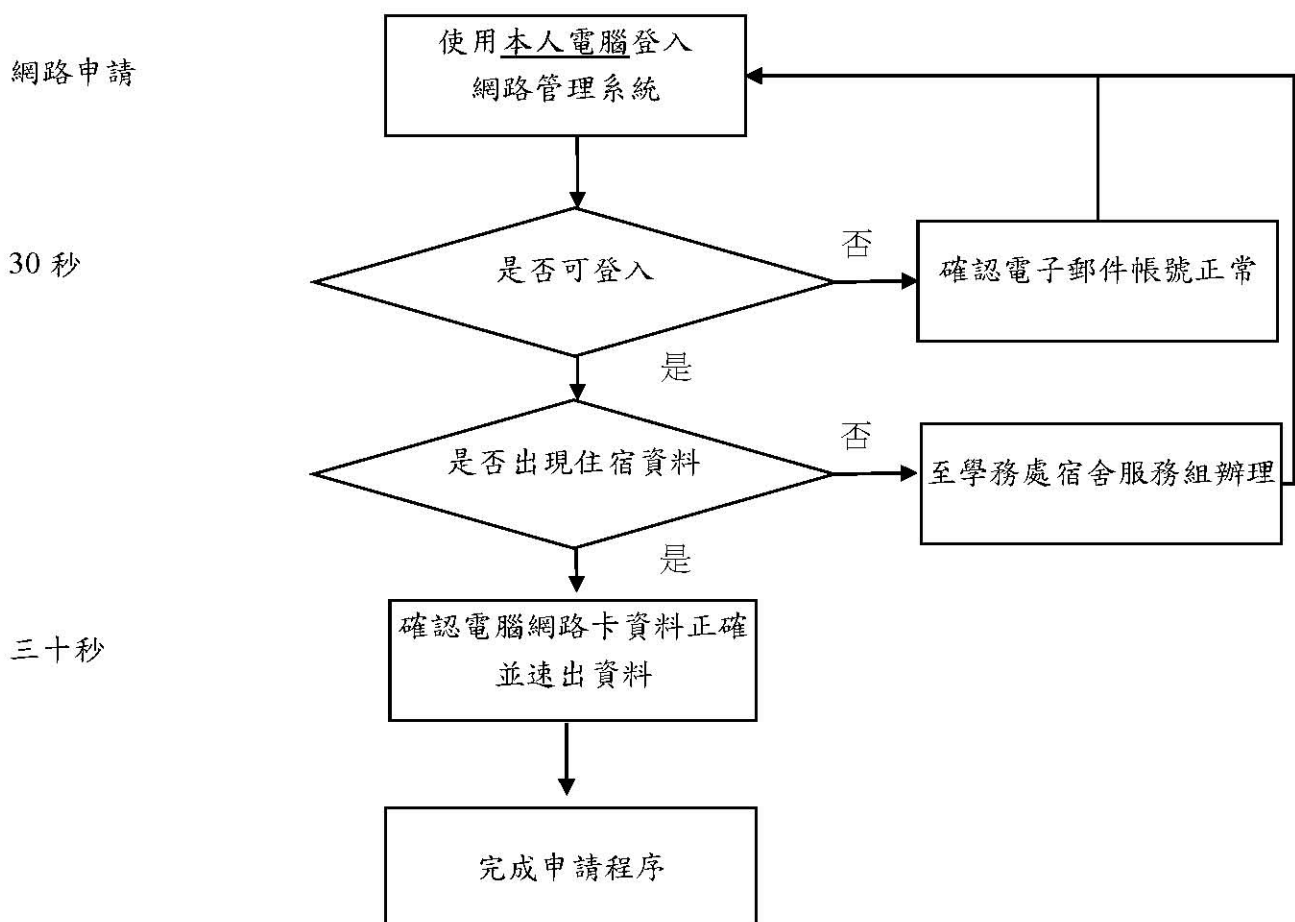 使用本人電腦登入
網路管理系統
網路申請
30 秒
是否可登入
否
確認電子郵件帳號正常
是
是否出現住宿資料
否
至學務處宿舍服務組辦理
是
三十秒
確認電腦網路卡資料正確
並速出資料
完成申請程序